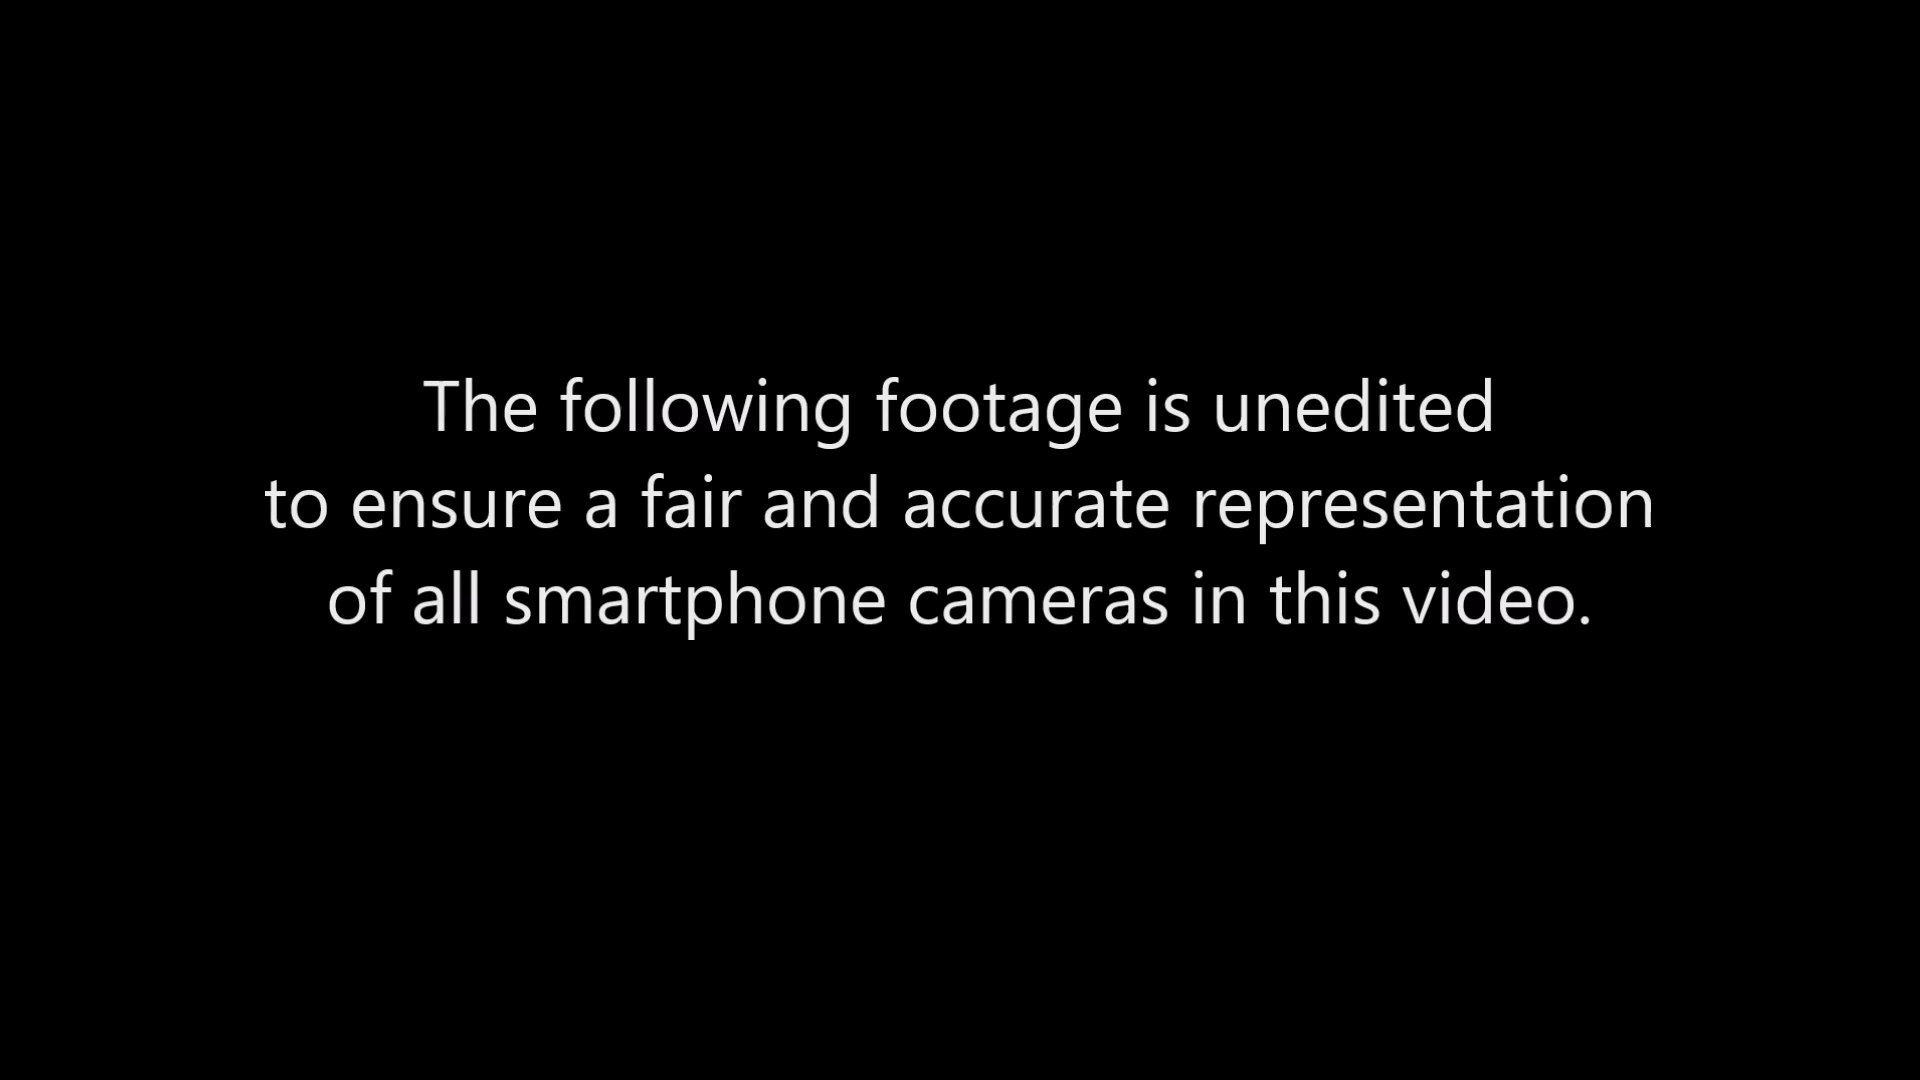 The following footage is unedited
to ensure a fair and accurate representation
of all smartphone cameras in this video.